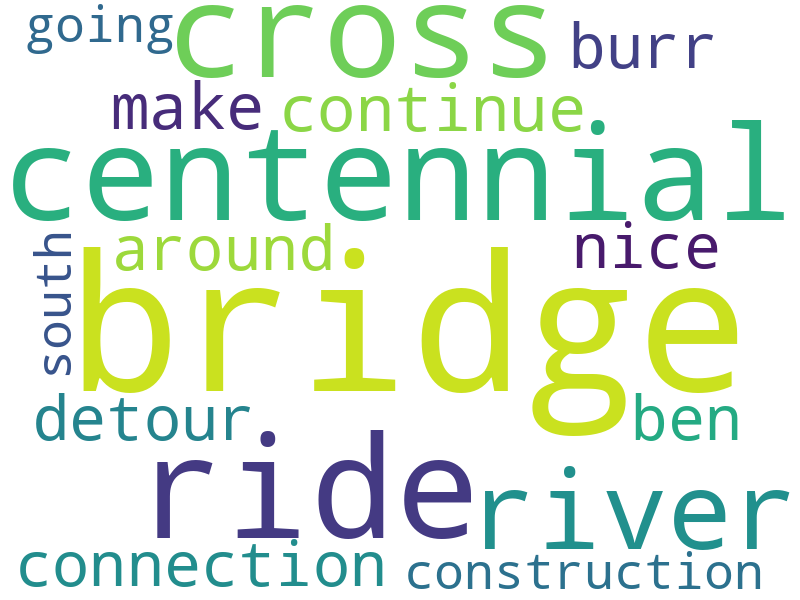 going cross burr
make continue
centennial
around nice
south
bridge
detour ben
ride river
connection construction